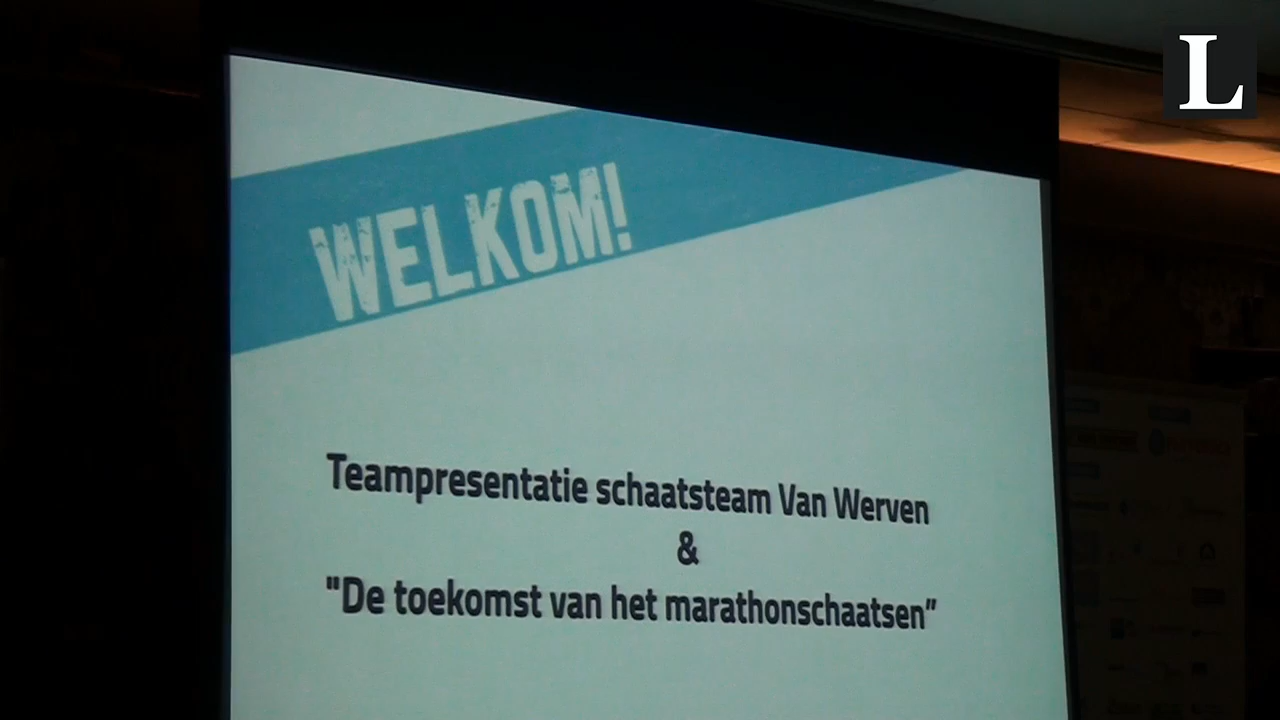 L
WELKOM!
Teampresentatie schaatsteam Van Werven
&
"De toekomst van het marathonschaatsen”